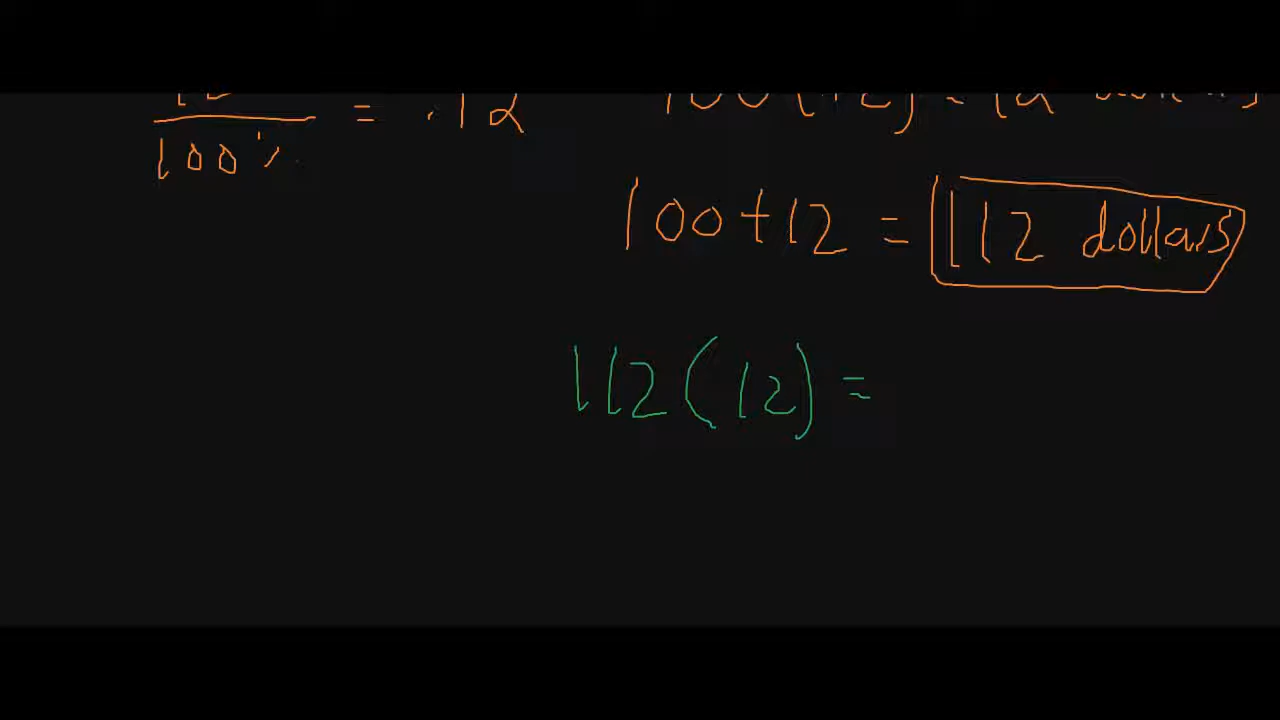 100% = .12
100 + 12 = 112 dollars
112 (12) =